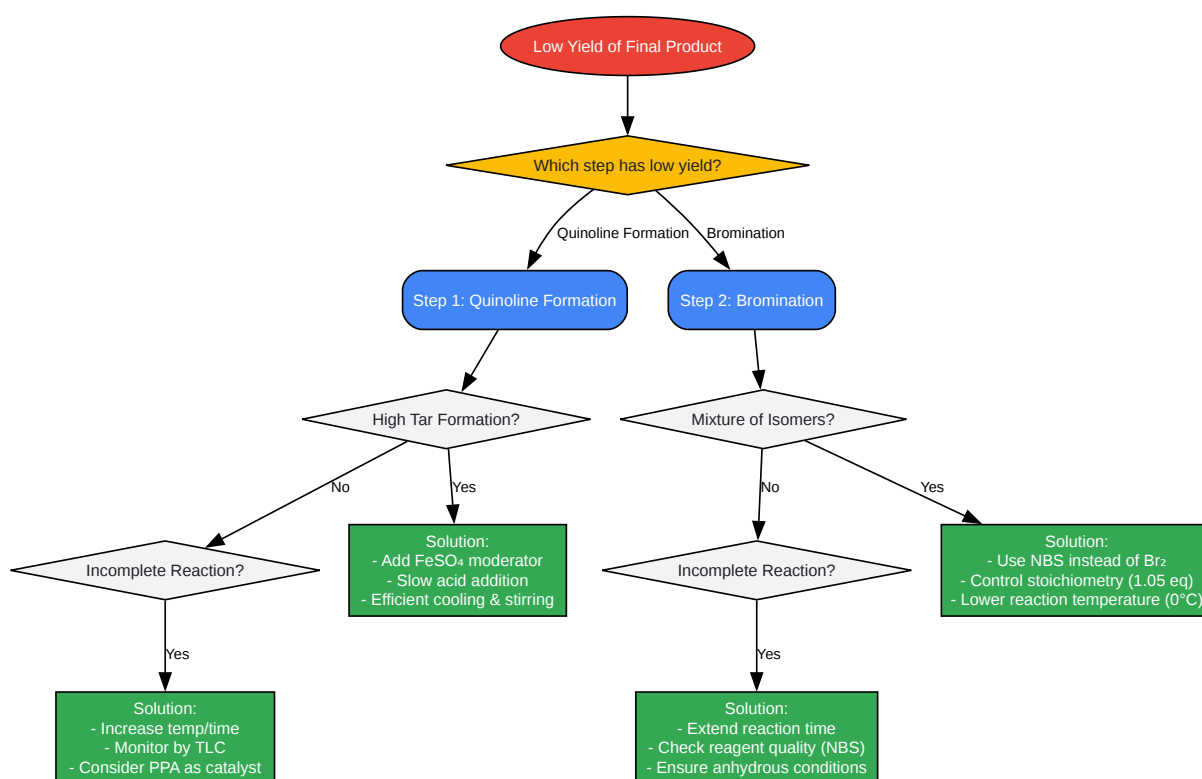 Low Yield of Final Product
Which step has low yield?
Quinoline Formation
Bromination
Step 1: Quinoline Formation
Step 2: Bromination
High Tar Formation?
Mixture of Isomers?
No
Yes
No
Yes
Incomplete Reaction?
Solution:
- Add FeSO₄ moderator
- Slow acid addition
- Efficient cooling & stirring
Incomplete Reaction?
Solution:
- Use NBS instead of Br₂
- Control stoichiometry (1.05 eq)
- Lower reaction temperature (0°C)
Yes
Yes
Solution:
- Increase temp/time
- Monitor by TLC
- Consider PPA as catalyst
Solution:
- Extend reaction time
- Check reagent quality (NBS)
- Ensure anhydrous conditions